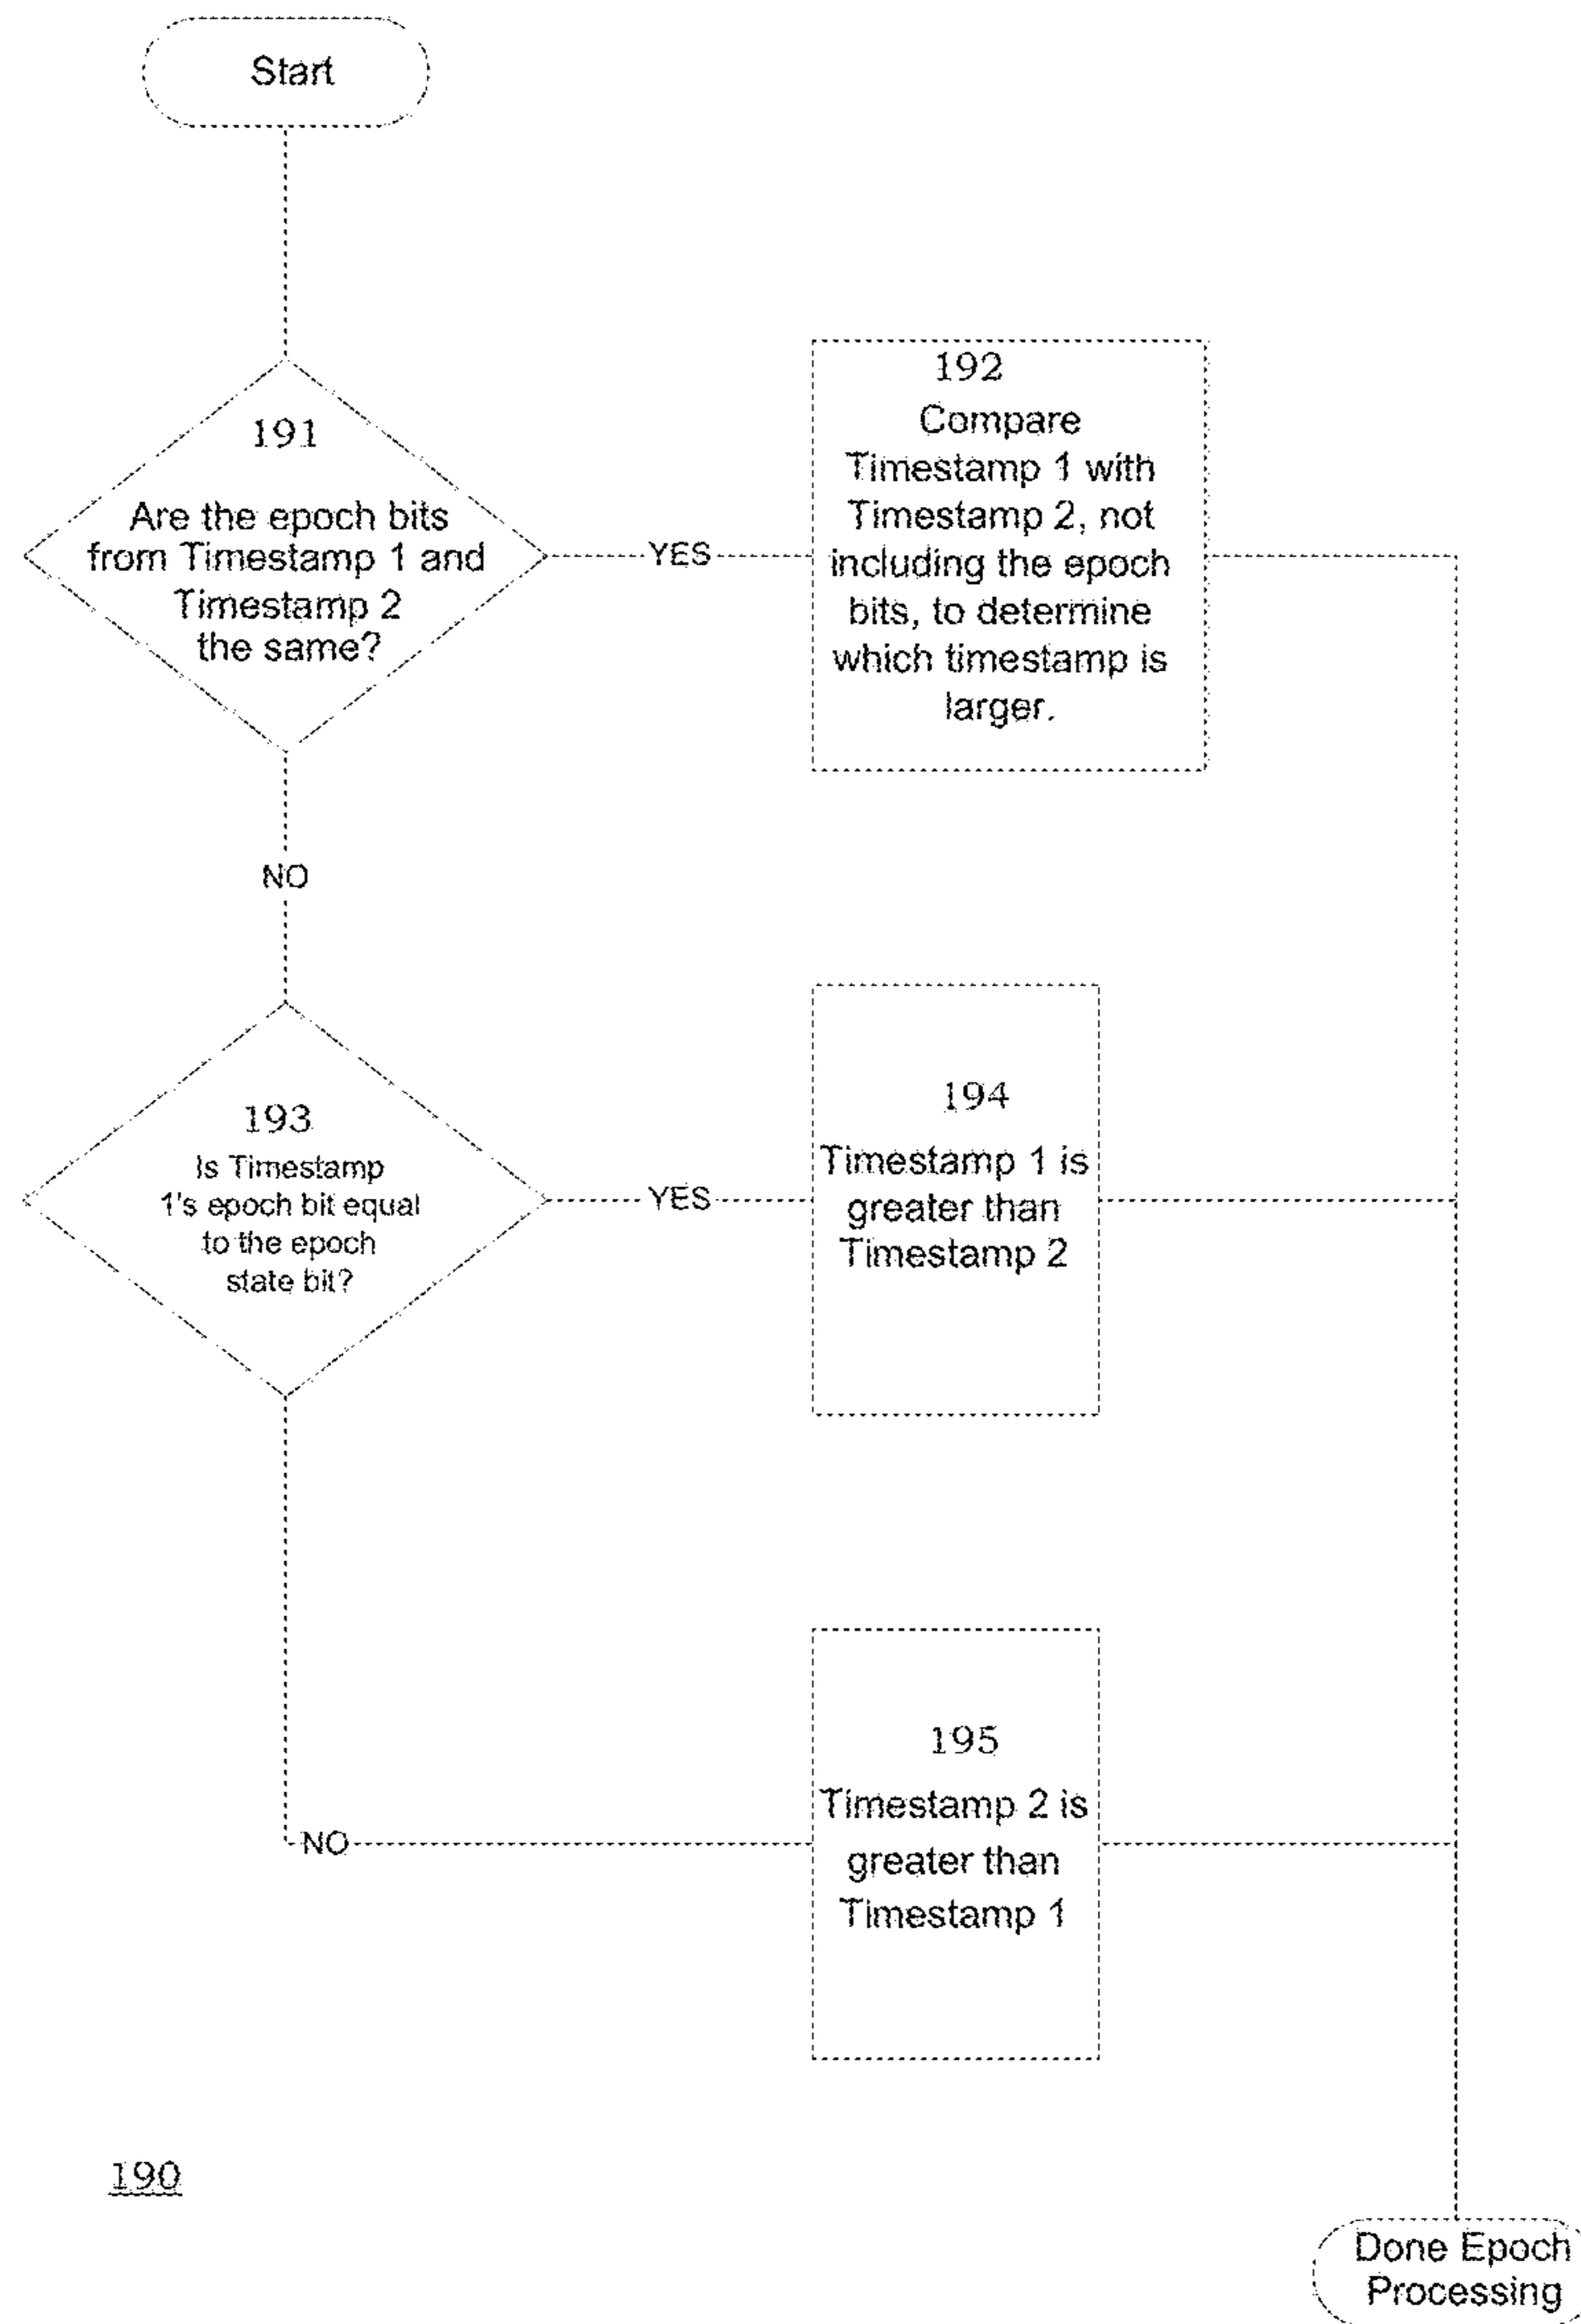 Start
191
Are the epoch bits
from Timestamp 1 and
Timestamp 2
the same?
YES
192
Compare
Timestamp 1 with
Timestamp 2, not
including the epoch
bits, to determine
which timestamp is
larger.
NO
193
Is Timestamp
1's epoch bit equal
to the epoch
state bit?
YES
194
Timestamp 1 is
greater than
Timestamp 2
NO
195
Timestamp 2 is
greater than
Timestamp 1
190
Done Epoch
Processing